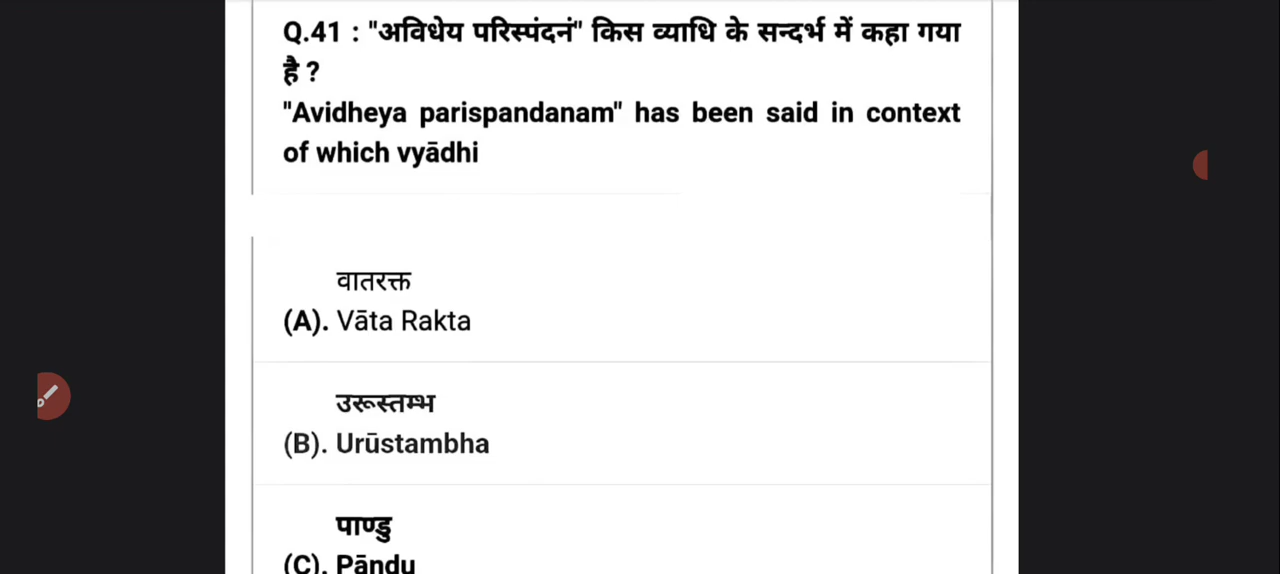 Q.41 : "अविधेय परिस्पंदनं" किस व्याधि के सन्दर्भ में कहा गया
है ?
"Avidheya parispandanam" has been said in context
of which vyādhi
वातरक्त
(A). Vāta Rakta
उरूस्तम्भ
(B). Urūstambha
पाण्डु
(C). Pāndu